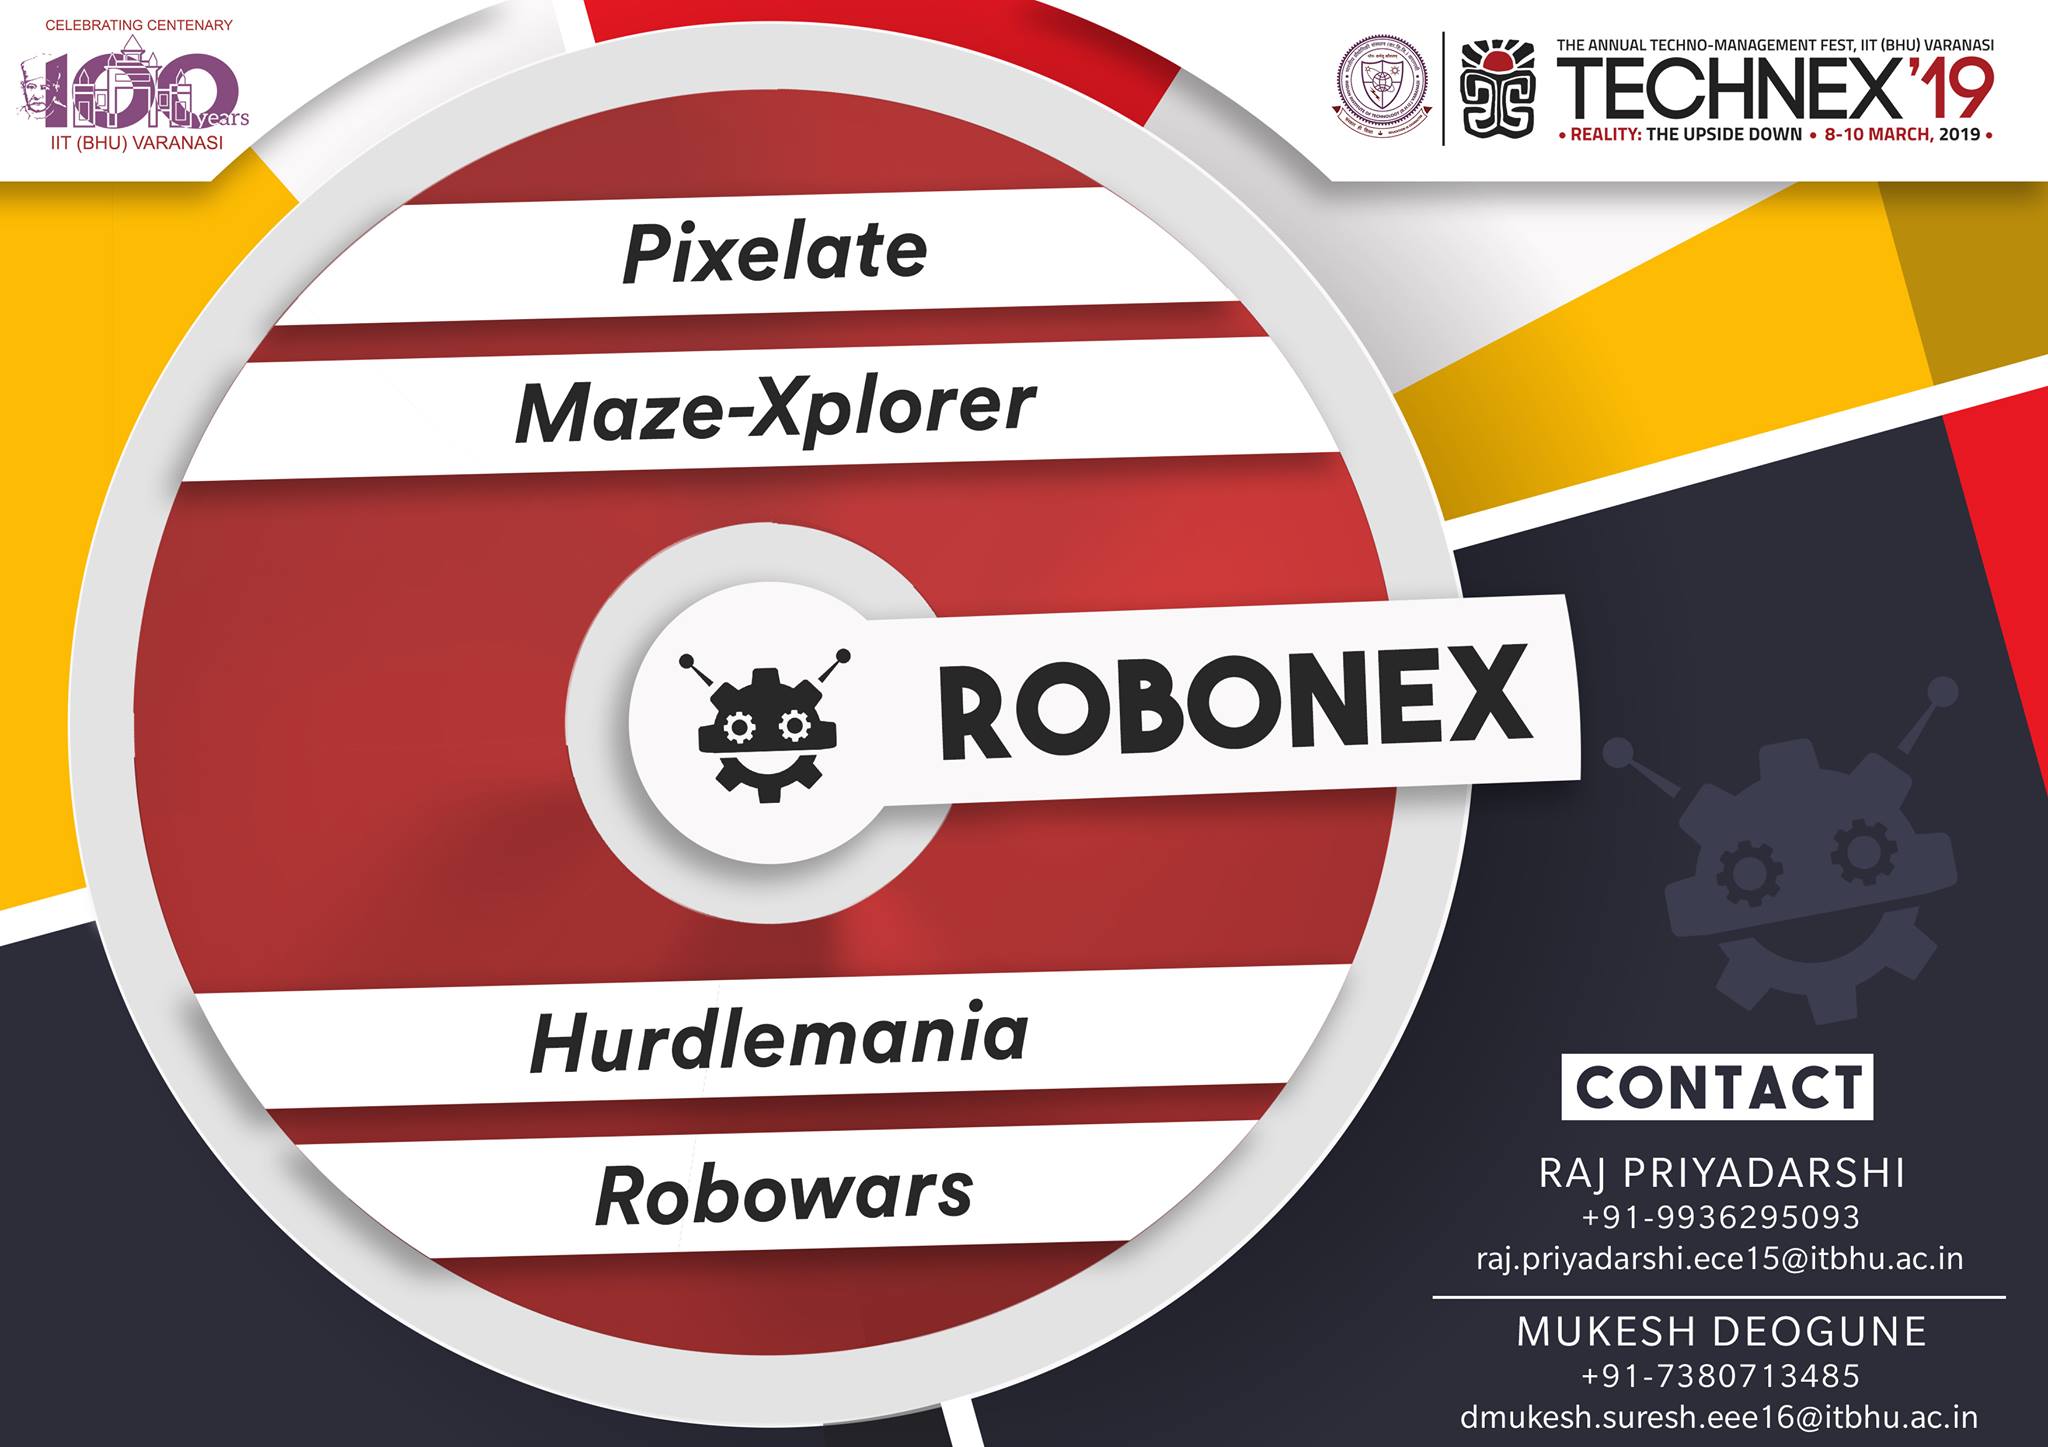 CELEBRATING CENTENARY
100 years
IIT (BHU) VARANASI
THE ANNUAL TECHNO-MANAGEMENT FEST, IIT (BHU) VARANASI
TECHNEX'19
• REALITY: THE UPSIDE DOWN • 8-10 MARCH, 2019 •
Pixelate
Maze-Xplorer
ROBONEX
Hurdlemania
Robowars
CONTACT
RAJ PRIYADARSHI
+91-9936295093
raj.priyadarshi.ece15@itbhu.ac.in
MUKESH DEOGUNE
+91-7380713485
dmukesh.suresh.eee16@itbhu.ac.in